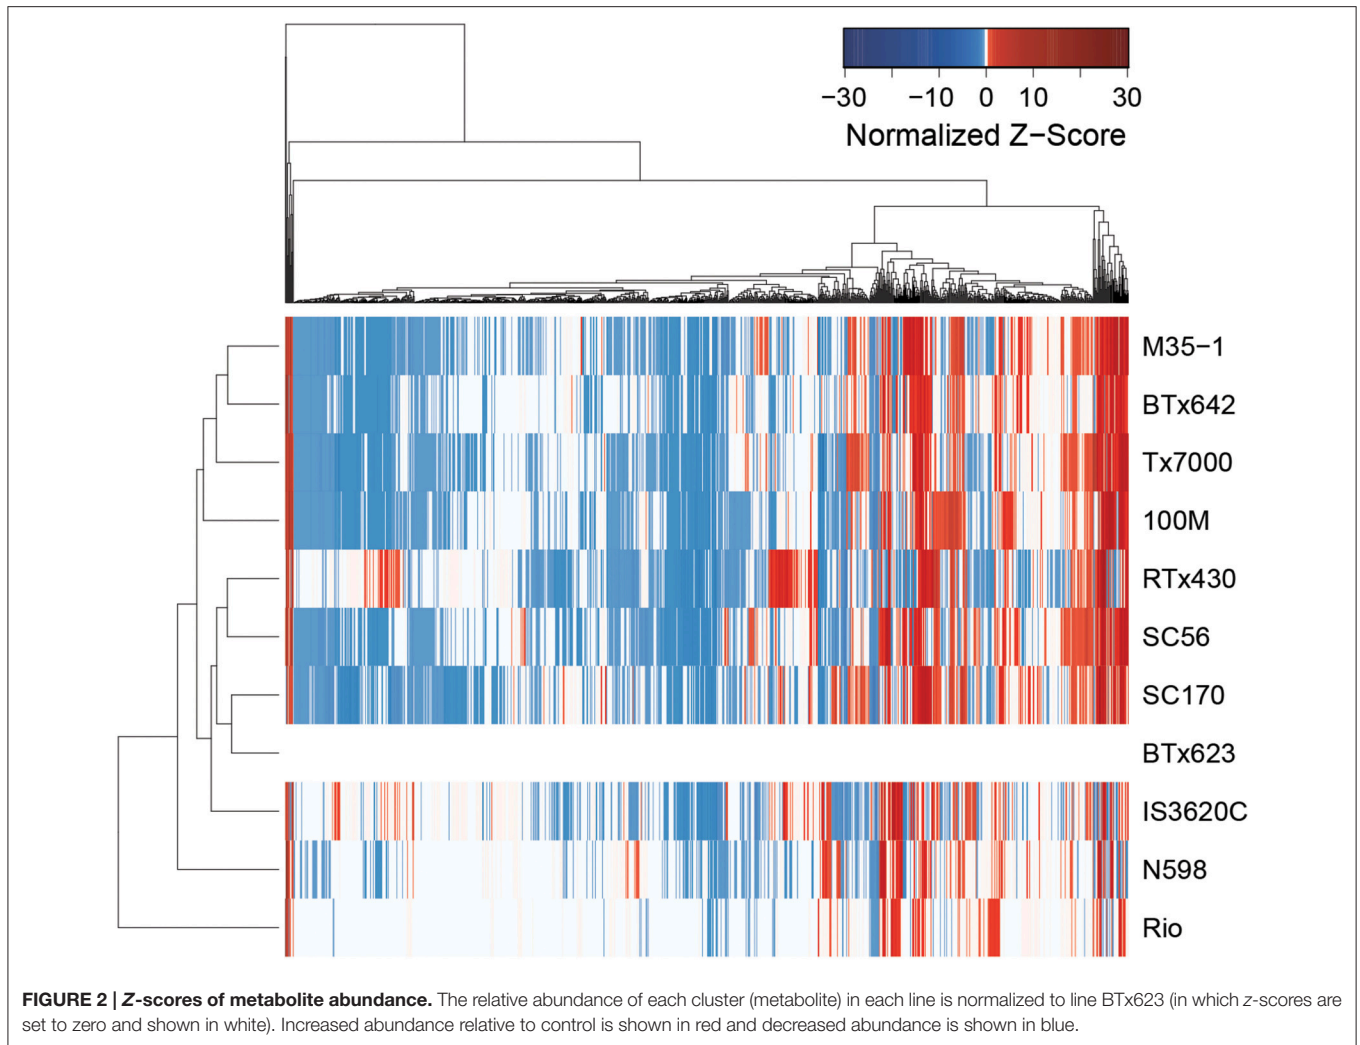 −30 −10 0 10 30
Normalized Z−Score
M35−1
BTx642
Tx7000
100M
RTx430
SC56
SC170
BTx623
IS3620C
N598
Rio
FIGURE 2 | Z-scores of metabolite abundance. The relative abundance of each cluster (metabolite) in each line is normalized to line BTx623 (in which z-scores are
set to zero and shown in white). Increased abundance relative to control is shown in red and decreased abundance is shown in blue.